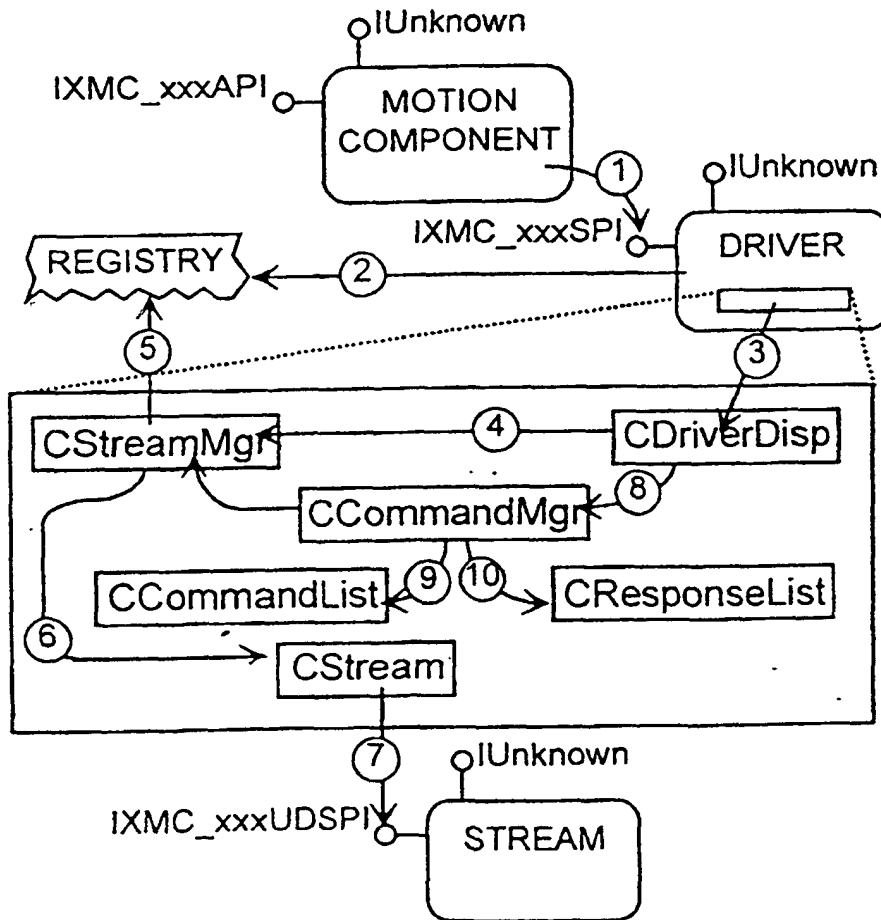 IUnknown
IXMC_xxxAPI
MOTION
COMPONENT
1
IUnknown
IXMC_xxxSPI
DRIVER
REGISTRY
2
3
5
CStreamMgr
4
CDriverDisp
8
CCommandMgr
9
10
CCommandList
CResponseList
6
CStream
7
IUnknown
IXMC_xxxUDSPI
STREAM